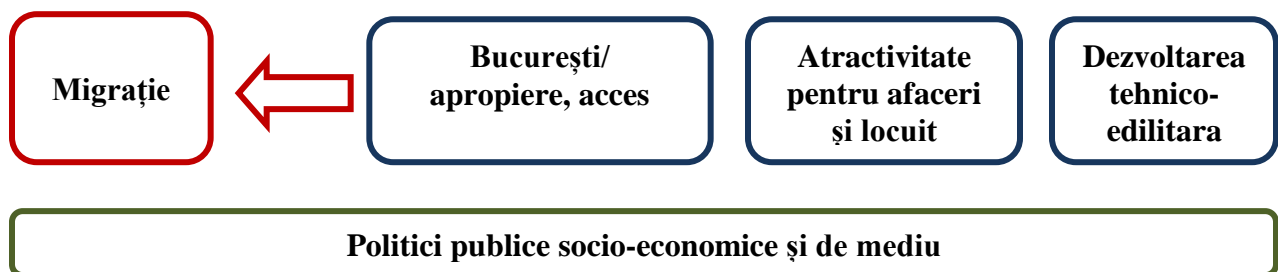 Migrație
București/
apropiere, acces
Atractivitate
pentru afaceri
și locuit
Dezvoltarea
tehnico-
edilitara
Politici publice socio-economice și de mediu